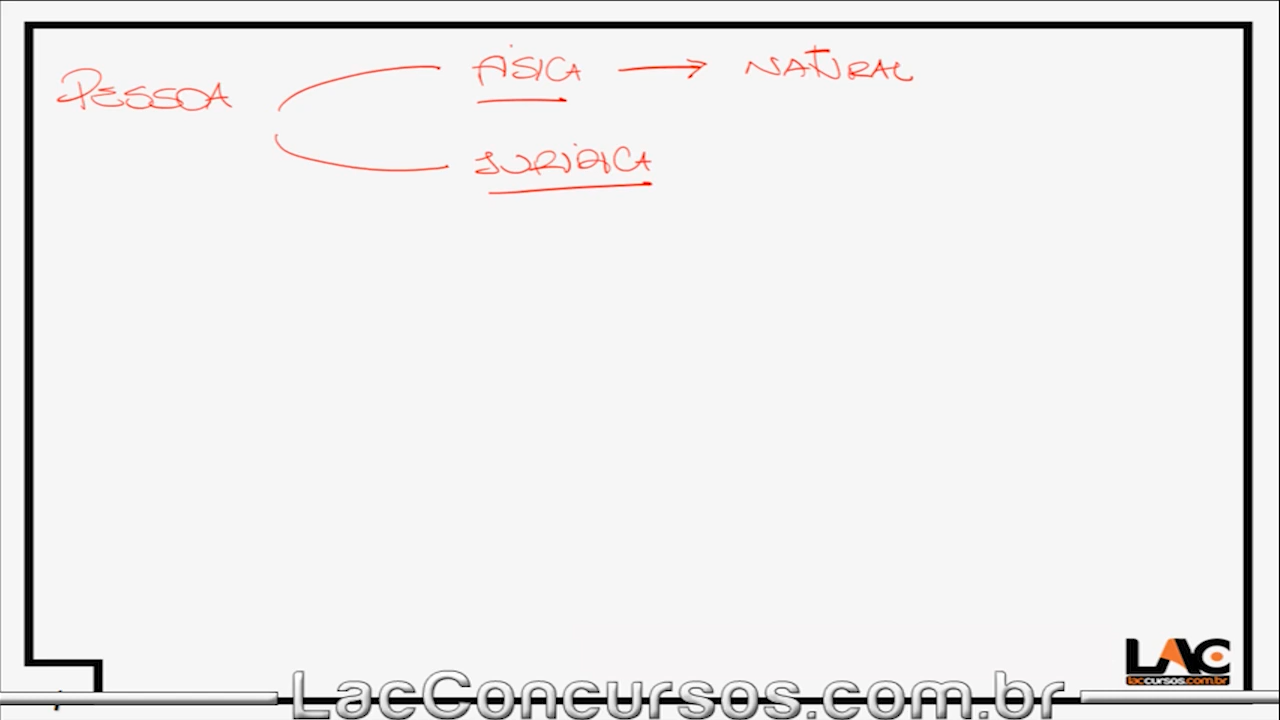 PESSOA
FÍSICA → NATURAL
JURÍDICA
LAC
laccursos.com.br
LacConcursos.com.br